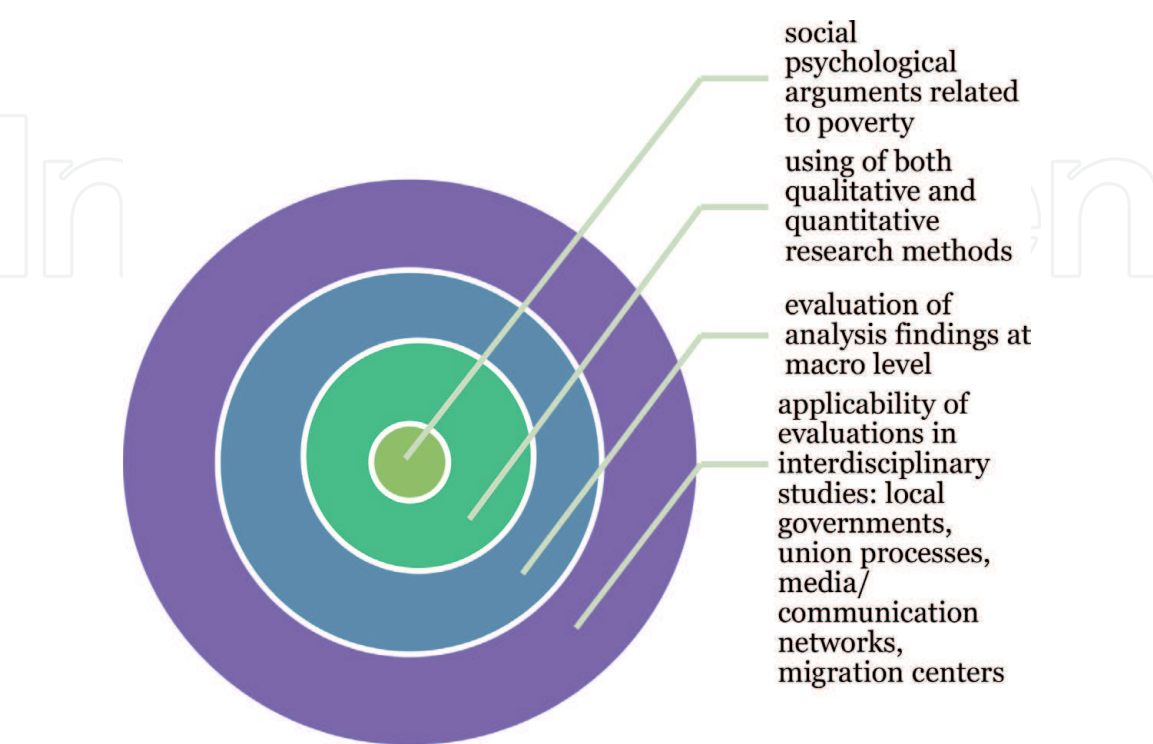 social
psychological
arguments related
to poverty
using of both
qualitative and
quantitative
research methods
evaluation of
analysis findings at
macro level
applicability of
evaluations in
interdisciplinary
studies: local
governments,
union processes,
media/
communication
networks,
migration centers